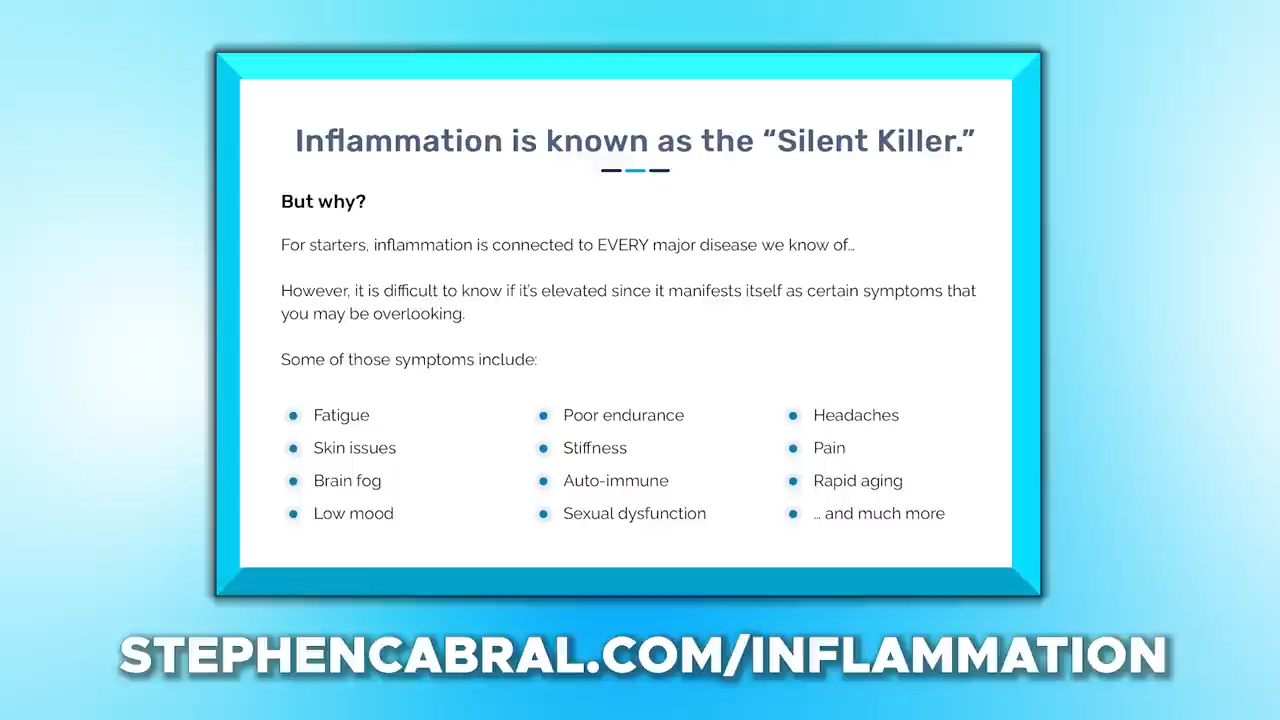 Inflammation is known as the “Silent Killer.”
But why?
For starters, inflammation is connected to EVERY major disease we know of…
However, it is difficult to know if it's elevated since it manifests itself as certain symptoms that
you may be overlooking.
Some of those symptoms include:
Fatigue
Skin issues
Brain fog
Low mood
Poor endurance
Stiffness
Auto-immune
Sexual dysfunction
Headaches
Pain
Rapid aging
… and much more
STEPHENCABRAL.COM/INFLAMMATION